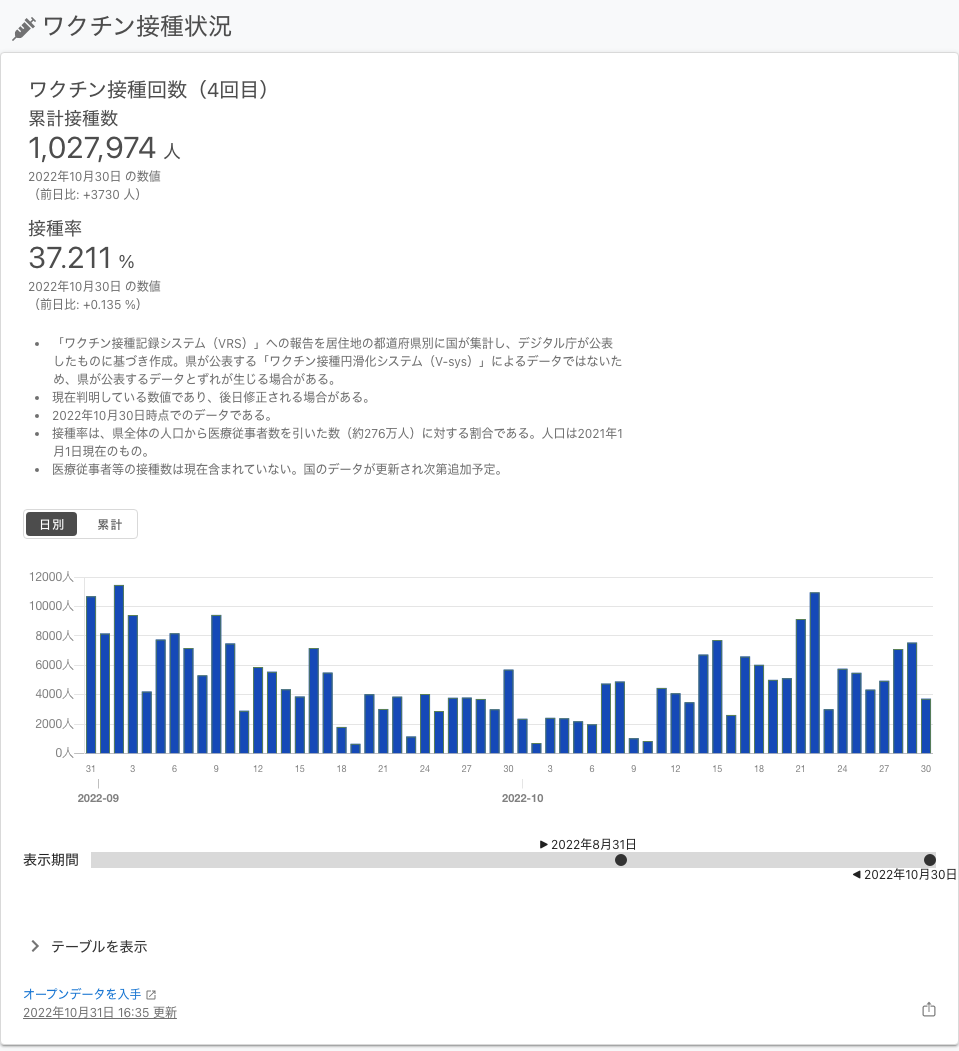 ワクチン接種状況
ワクチン接種回数（4回目）
累計接種数
1,027,974 人
2022年10月30日 の数値
（前日比: +3730 人）
接種率
37.211 %
2022年10月30日 の数値
（前日比: +0.135 %）
• 「ワクチン接種記録システム（VRS）」への報告を居住地の都道府県別に国が集計し、デジタル庁が公表
したものに基づき作成。県が公表する「ワクチン接種円滑化システム（V-sys）」によるデータではないた
め、県が公表するデータとずれが生じる場合がある。
• 現在判明している数値であり、後日修正される場合がある。
• 2022年10月30日時点でのデータである。
• 接種率は、県全体の人口から医療従事者数を引いた数（約276万人）に対する割合である。人口は2021年1
月1日現在のもの。
• 医療従事者等の接種数は現在含まれていない。国のデータが更新され次第追加予定。
日別 累計
12000人
10000人
8000人
6000人
4000人
2000人
0人
31 3 6 9 12 15 18 21 24 27 30 3 6 9 12 15 18 21 24 27 30
2022-09 2022-10
▶ 2022年8月31日
表示期間
◀ 2022年10月30日
テーブルを表示
オープンデータを入手
2022年10月31日 16:35 更新